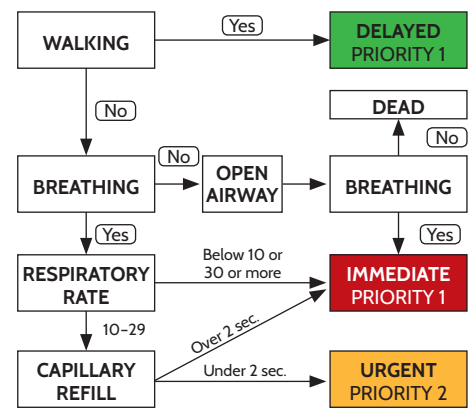 WALKING
Yes
DELAYED
PRIORITY 1
No
DEAD
No
BREATHING
No
OPEN
AIRWAY
BREATHING
Yes
Yes
RESPIRATORY
RATE
Below 10 or
30 or more
IMMEDIATE
PRIORITY 1
10–29
Over 2 sec.
CAPILLARY
REFILL
Under 2 sec.
URGENT
PRIORITY 2